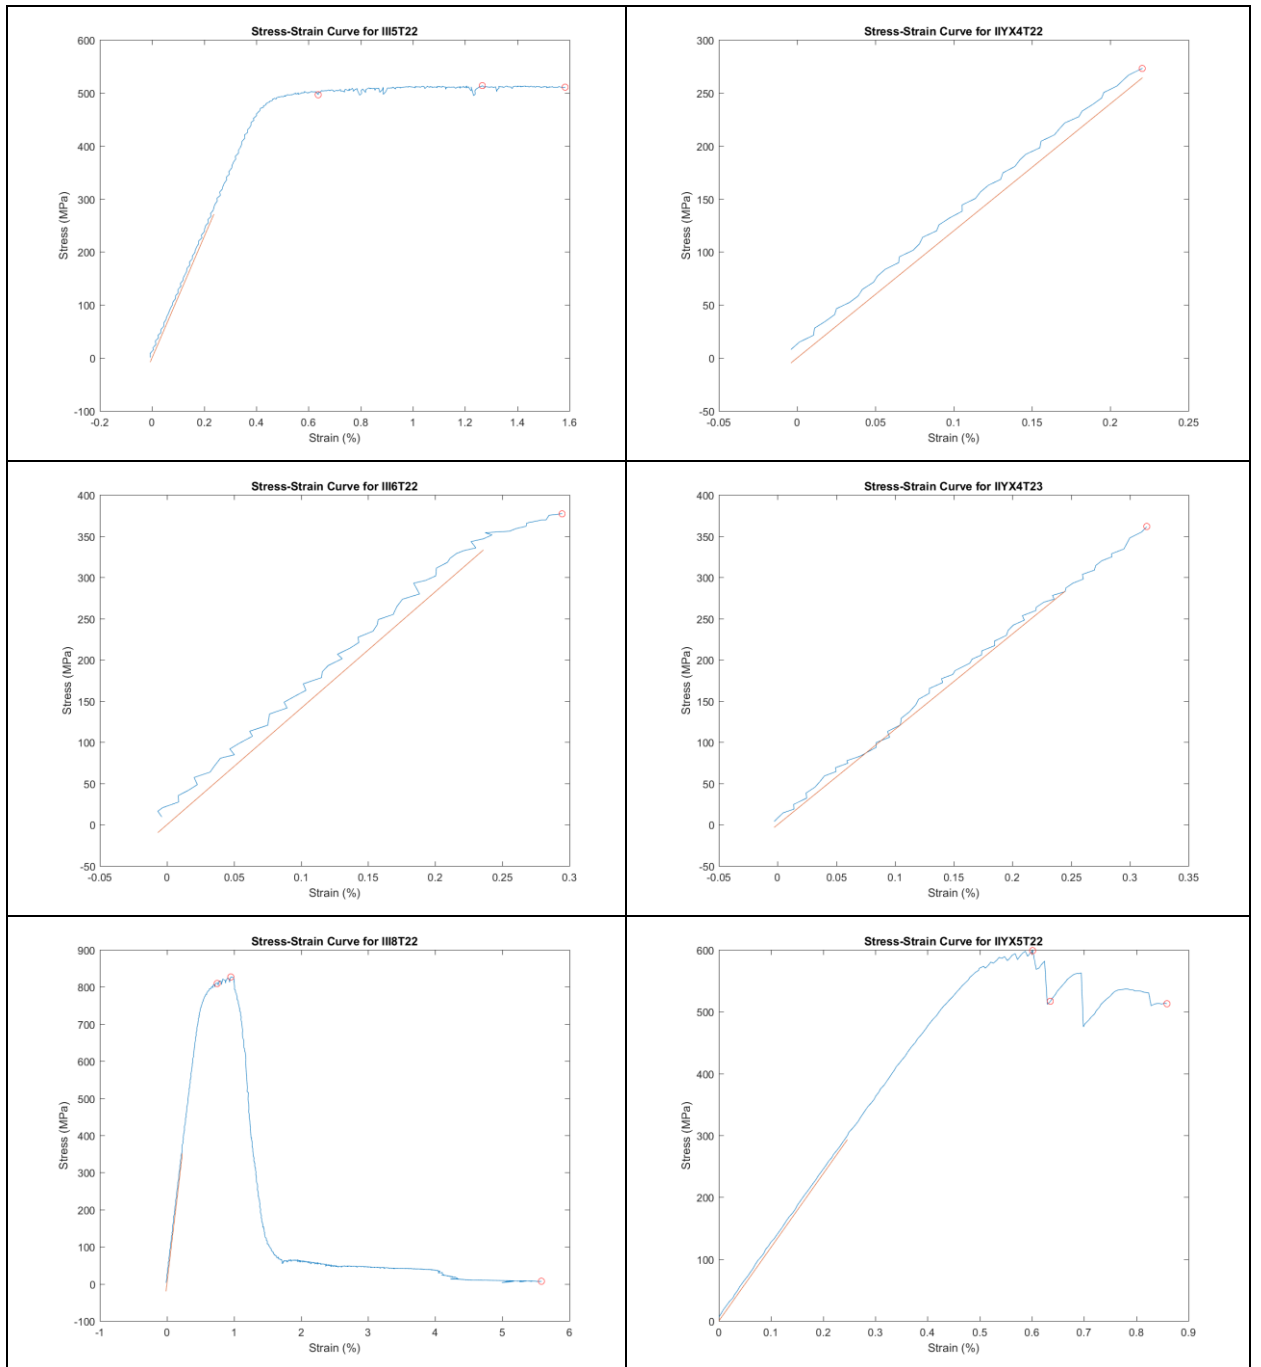 Stress-Strain Curve for III5T22
600
500
400
300
200
100
0
-100
Stress (MPa)
-0.2 0 0.2 0.4 0.6 0.8 1 1.2 1.4 1.6
Strain (%)
Stress-Strain Curve for IIYX4T22
300
250
200
150
100
50
0
-50
Stress (MPa)
-0.05 0 0.05 0.1 0.15 0.2 0.25
Strain (%)
Stress-Strain Curve for III6T22
400
350
300
250
200
150
100
50
0
-50
Stress (MPa)
-0.05 0 0.05 0.1 0.15 0.2 0.25 0.3
Strain (%)
Stress-Strain Curve for IIYX4T23
400
350
300
250
200
150
100
50
0
-50
Stress (MPa)
-0.05 0 0.05 0.1 0.15 0.2 0.25 0.3 0.35
Strain (%)
Stress-Strain Curve for III8T22
900
800
700
600
500
400
300
200
100
0
-100
Stress (MPa)
-1 0 1 2 3 4 5 6
Strain (%)
Stress-Strain Curve for IIYX5T22
600
500
400
300
200
100
0
Stress (MPa)
0 0.1 0.2 0.3 0.4 0.5 0.6 0.7 0.8 0.9
Strain (%)